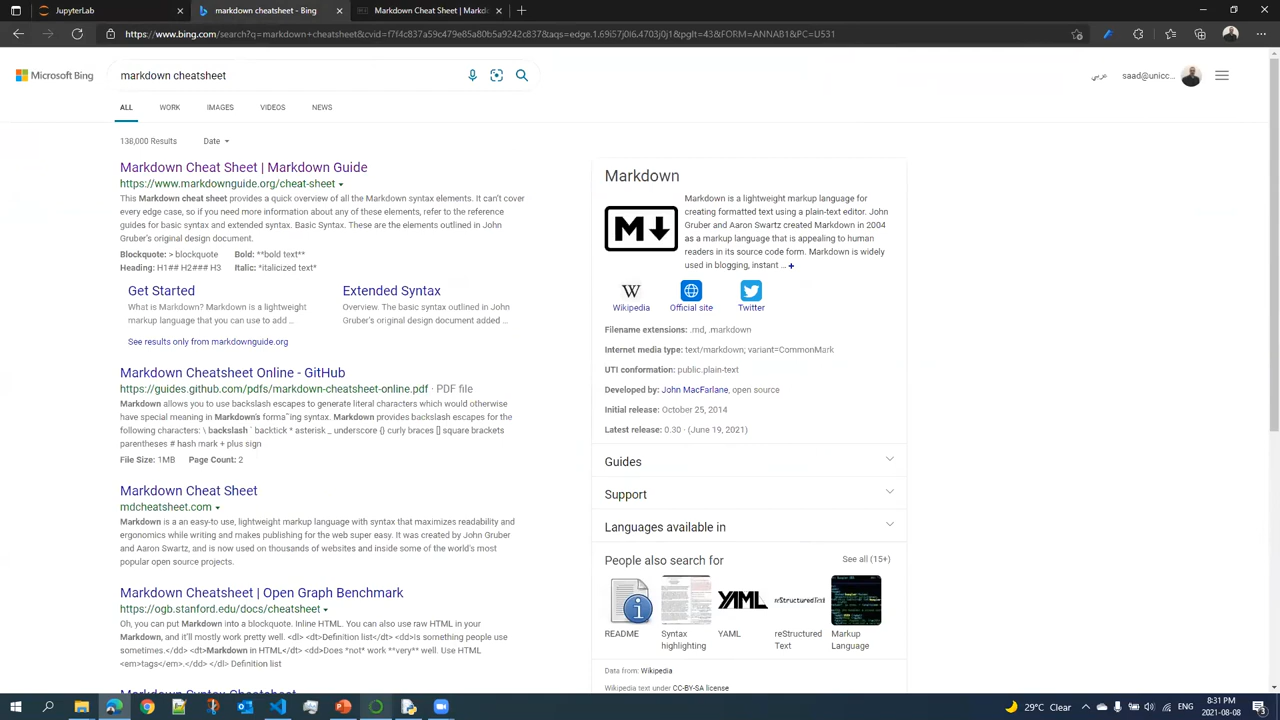 JupyterLab
markdown cheatsheet - Bing
Markdown Cheat Sheet | Markd
https://www.bing.com/search?q=markdown+cheatsheet&cvid=f7f4c837a59c479e85a80b5a9242c837&aqs=edge.1.69i57j0l6.4703j0j1&pglt=43&FORM=ANNAB1&PC=U531
Microsoft Bing
markdown cheatsheet
عربي
saad@unicc...
ALL WORK IMAGES VIDEOS NEWS
138,000 Results Date
Markdown Cheat Sheet | Markdown Guide
https://www.markdownguide.org/cheat-sheet
This Markdown cheat sheet provides a quick overview of all the Markdown syntax elements. It can't cover
every edge case, so if you need more information about any of these elements, refer to the reference
guides for basic syntax and extended syntax. Basic Syntax. These are the elements outlined in John
Gruber's original design document.
Blockquote: > blockquote Bold: **bold text**
Heading: H1## H2### H3 Italic: *italicized text*
Get Started
What is Markdown? Markdown is a lightweight
markup language that you can use to add ...
Extended Syntax
Overview. The basic syntax outlined in John
Gruber's original design document added ...
See results only from markdownguide.org
Markdown Cheatsheet Online - GitHub
https://guides.github.com/pdfs/markdown-cheatsheet-online.pdf · PDF file
Markdown allows you to use backslash escapes to generate literal characters which would otherwise
have special meaning in Markdown's forma˜ing syntax. Markdown provides backslash escapes for the
following characters: \ backslash ` backtick * asterisk _ underscore {} curly braces [] square brackets
parentheses # hash mark + plus sign
File Size: 1MB Page Count: 2
Markdown Cheat Sheet
mdcheatsheet.com
Markdown is a an easy-to use, lightweight markup language with syntax that maximizes readability and
ergonomics while writing and makes publishing for the web super easy. It was created by John Gruber
and Aaron Swartz, and is now used on thousands of websites and inside some of the world's most
popular open source projects.
Markdown Cheatsheet | Open Graph Benchmark
https://ogb.stanford.edu/docs/cheatsheet
Oh, you can put Markdown into a blockquote. Inline HTML. You can also use raw HTML in your
Markdown, and it'll mostly work pretty well. <dl> <dt>Definition list</dt> <dd>Is something people use
sometimes.</dd> <dt>Markdown in HTML</dt> <dd>Does *not* work **very** well. Use HTML
<em>tags</em>.</dd> </dl> Definition list
Markdown Syntax Cheatsheet
Markdown
M
Markdown is a lightweight markup language for
creating formatted text using a plain-text editor. John
Gruber and Aaron Swartz created Markdown in 2004
as a markup language that is appealing to human
readers in its source code form. Markdown is widely
used in blogging, instant ... +
W
Wikipedia Official site Twitter
Filename extensions: .md, .markdown
Internet media type: text/markdown; variant=CommonMark
UTI conformation: public.plain-text
Developed by: John MacFarlane, open source
Initial release: October 25, 2014
Latest release: 0.30 · (June 19, 2021)
Guides
Support
Languages available in
People also search for See all (15+)
YAML
reStructuredText
README
Syntax
highlighting
YAML
reStructured
Text
Markup
Language
Data from: Wikipedia
Wikipedia text under CC-BY-SA license
29°C Clear
ENG
8:31 PM
2021-08-08